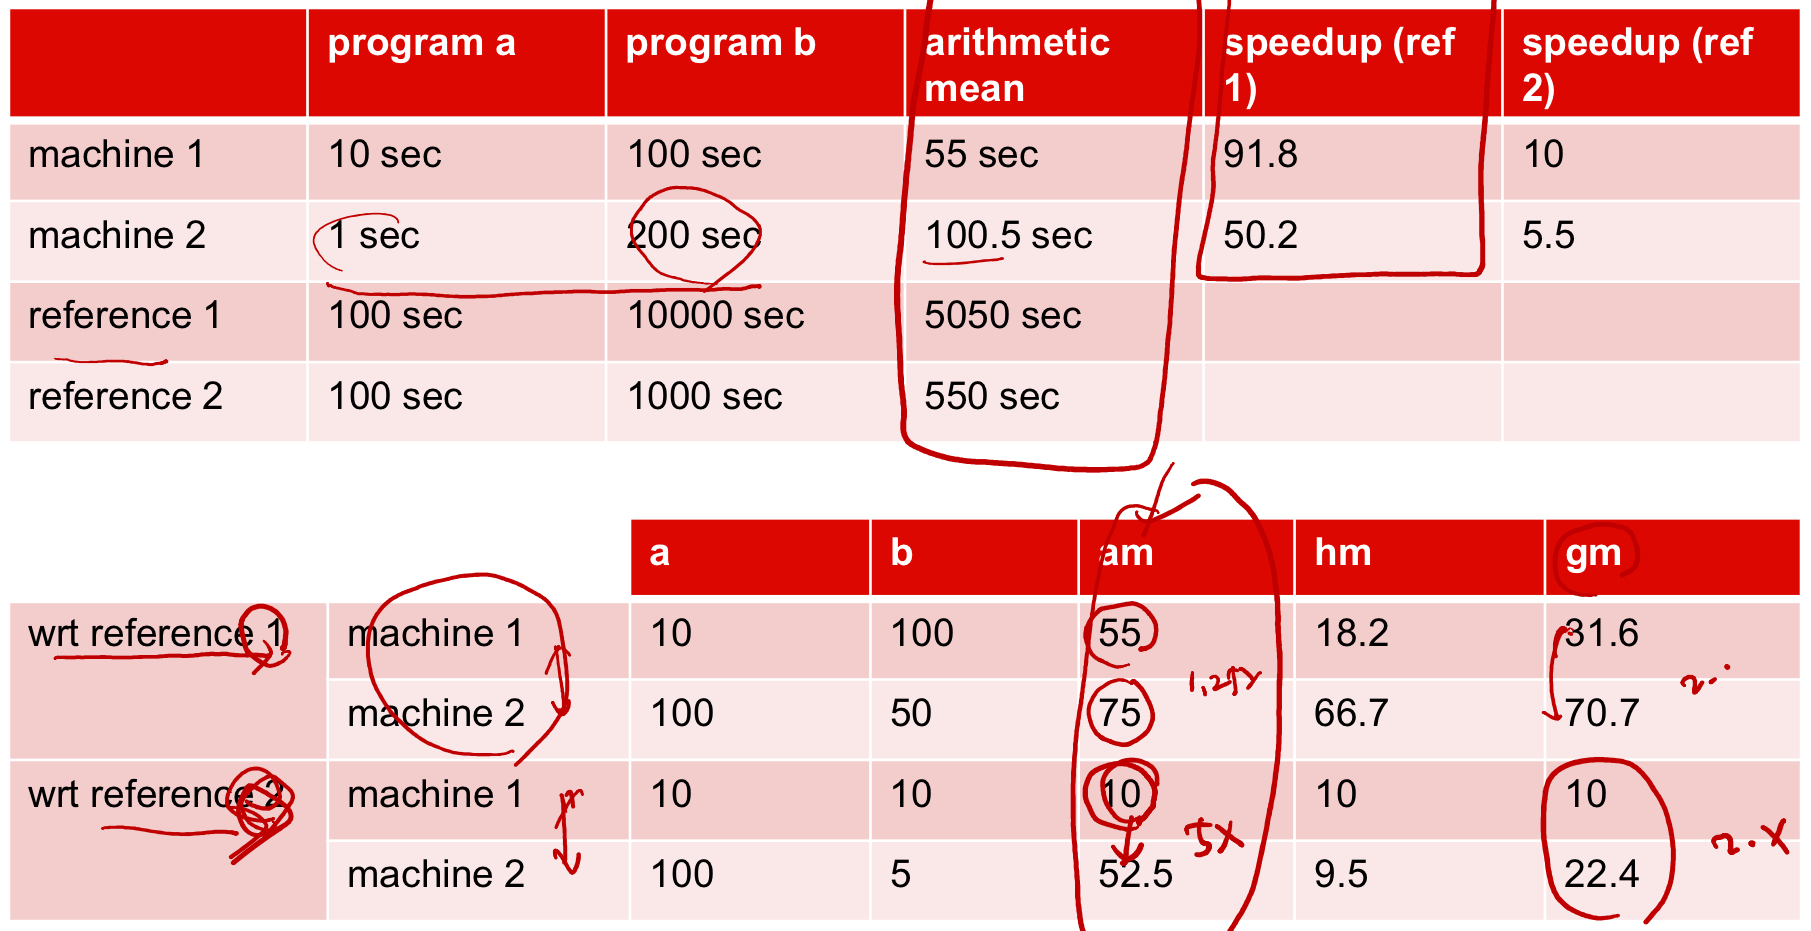 program a program b arithmetic mean speedup (ref 1) speedup (ref 2)
machine 1 10 sec 100 sec 55 sec 91.8 10
machine 2 1 sec 200 sec 100.5 sec 50.2 5.5
reference 1 100 sec 10000 sec 5050 sec
reference 2 100 sec 1000 sec 550 sec
a b am hm gm
wrt reference 1 machine 1 10 100 55 18.2 31.6
machine 2 100 50 75 66.7 70.7
wrt reference 2 machine 1 10 10 10 10 10
5X 2.X
machine 2 100 5 52.5 9.5 22.4